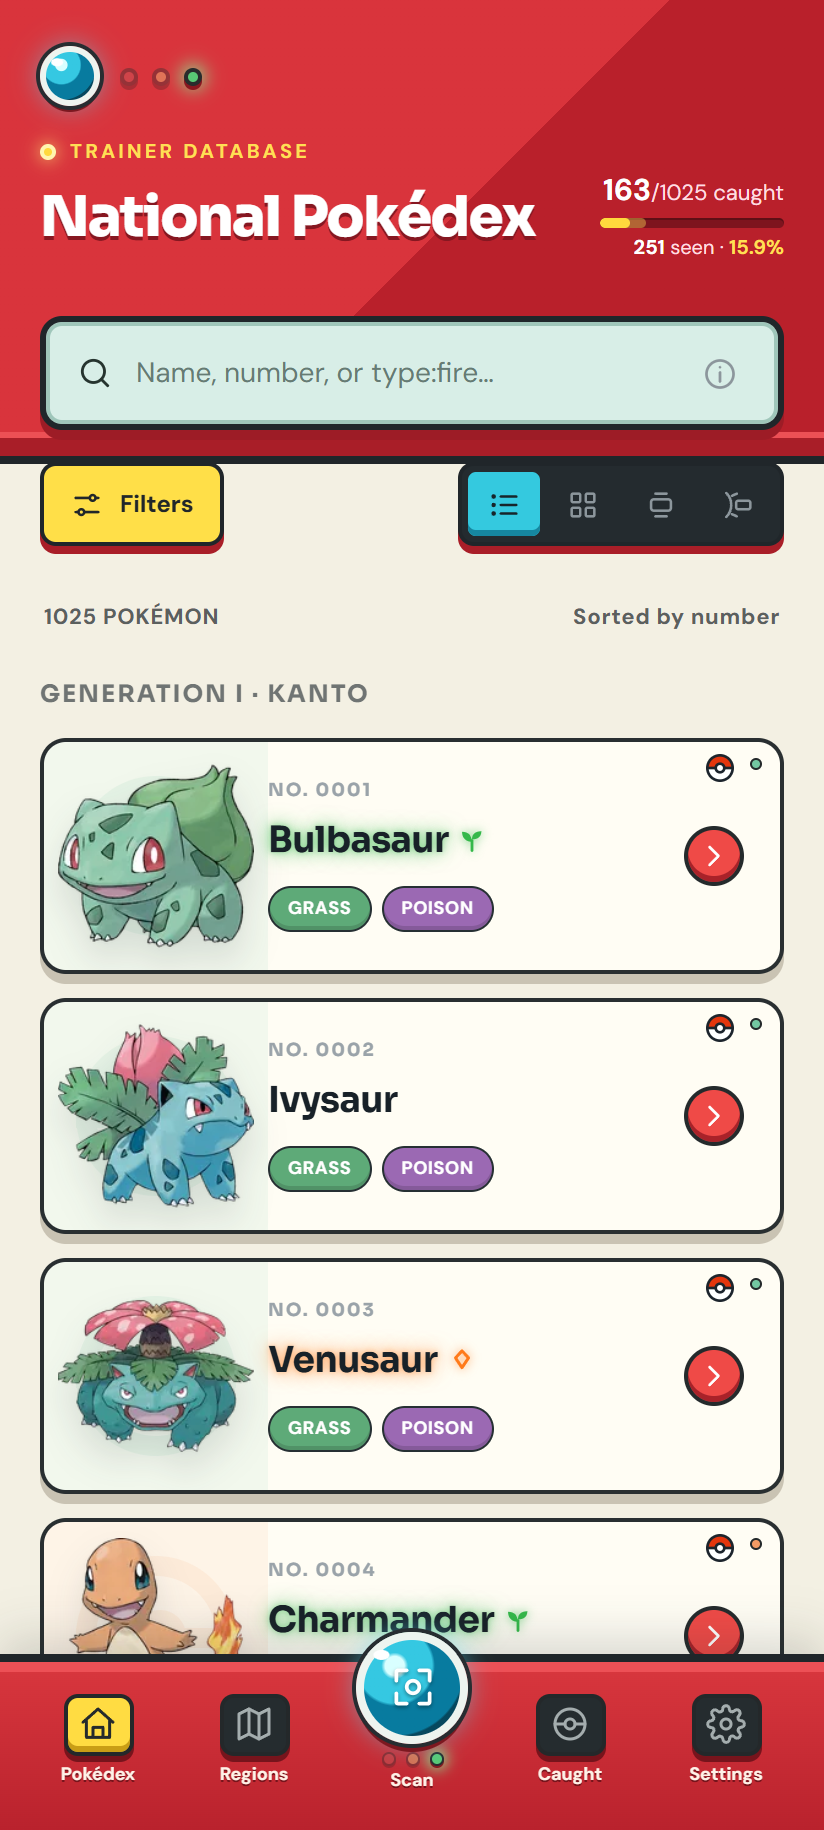 TRAINER DATABASE
National Pokédex
163/1025 caught
251 seen · 15.9%
Name, number, or type:fire...
Filters
1025 POKÉMON
Sorted by number
GENERATION I · KANTO
NO. 0001
Bulbasaur
GRASS POISON
NO. 0002
Ivysaur
GRASS POISON
NO. 0003
Venusaur
GRASS POISON
NO. 0004
Charmander
Pokédex
Regions
Scan
Caught
Settings